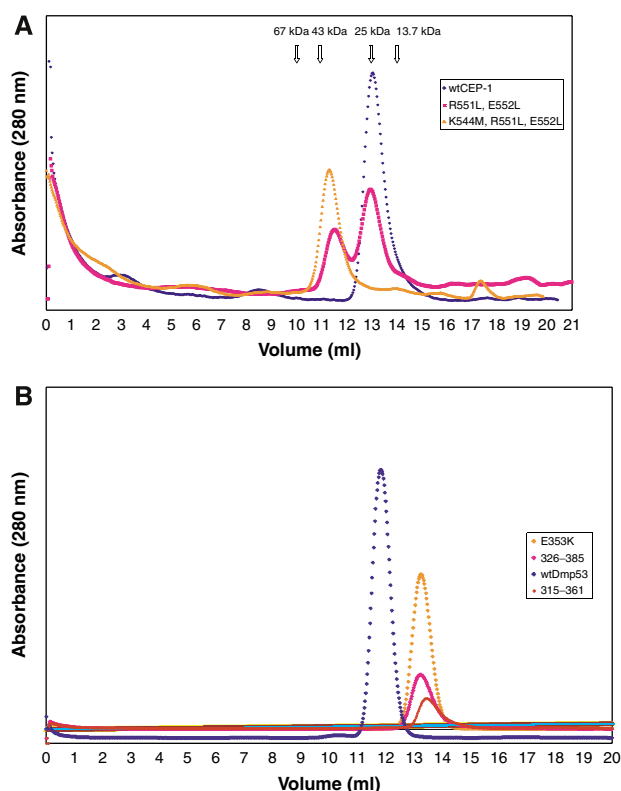 A
67 kDa 43 kDa 25 kDa 13.7 kDa
Absorbance (280 nm)
wtCEP-1
R551L, E552L
K544M, R551L, E552L
0 1 2 3 4 5 6 7 8 9 10 11 12 13 14 15 16 17 18 19 20 21
Volume (ml)
B
Absorbance (280 nm)
E353K
326–385
wtDmp53
315–361
0 1 2 3 4 5 6 7 8 9 10 11 12 13 14 15 16 17 18 19 20
Volume (ml)